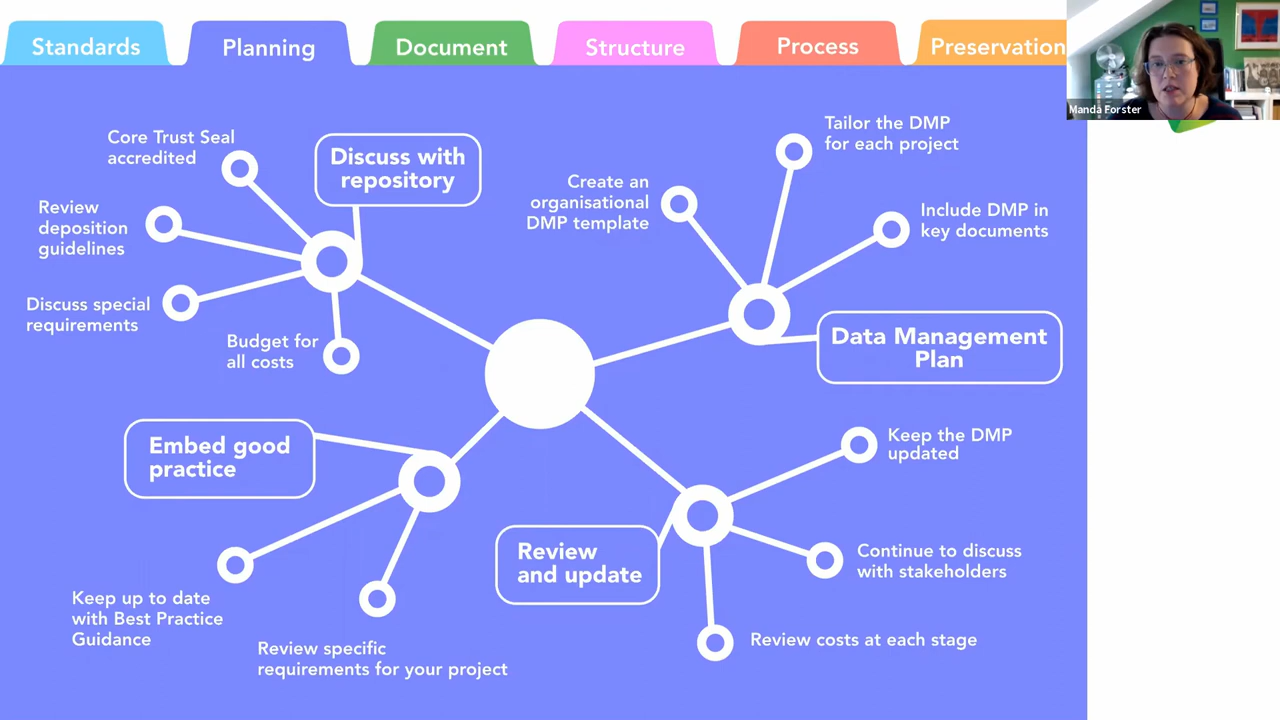 Standards
Planning
Document
Structure
Process
Preservation
Manda Forster
Core Trust Seal
accredited
Discuss with
repository
Review
deposition
guidelines
Discuss special
requirements
Budget for
all costs
Create an
organisational
DMP template
Tailor the DMP
for each project
Include DMP in
key documents
Data Management
Plan
Embed good
practice
Keep up to date
with Best Practice
Guidance
Review specific
requirements for your project
Review
and update
Keep the DMP
updated
Continue to discuss
with stakeholders
Review costs at each stage